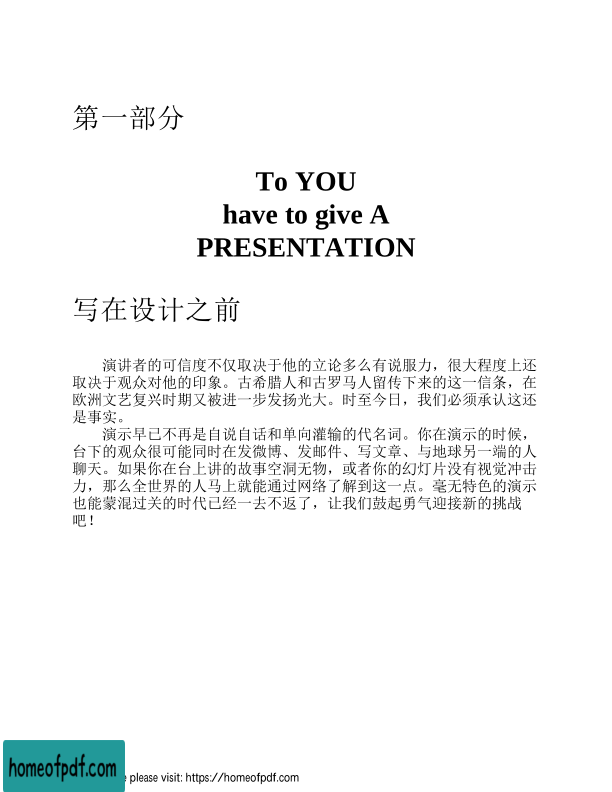 第一部分
To YOU
have to give A
PRESENTATION
写在设计之前
演讲者的可信度不仅取决于他的立论多么有说服力，很大程度上还
取决于观众对他的印象。古希腊人和古罗马人留传下来的这一信条，在
欧洲文艺复兴时期又被进一步发扬光大。时至今日，我们必须承认这还
是事实。
演示早已不再是自说自话和单向灌输的代名词。你在演示的时候，
台下的观众很可能同时在发微博、发邮件、写文章、与地球另一端的人
聊天。如果你在台上讲的故事空洞无物，或者你的幻灯片没有视觉冲击
力，那么全世界的人马上就能通过网络了解到这一点。毫无特色的演示
也能蒙混过关的时代已经一去不返了，让我们鼓起勇气迎接新的挑战
吧！
homeofpdf.com
please visit: https://homeofpdf.com